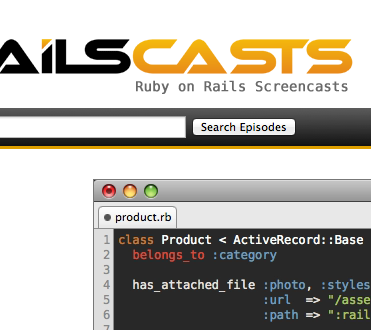 AILSCASTS
Ruby on Rails Screencasts
Search Episodes
product.rb
1 class Product < ActiveRecord::Base
2 belongs_to :category
3
4 has_attached_file :photo, :styles
5 :url => "/asse
6 :path => ":rail